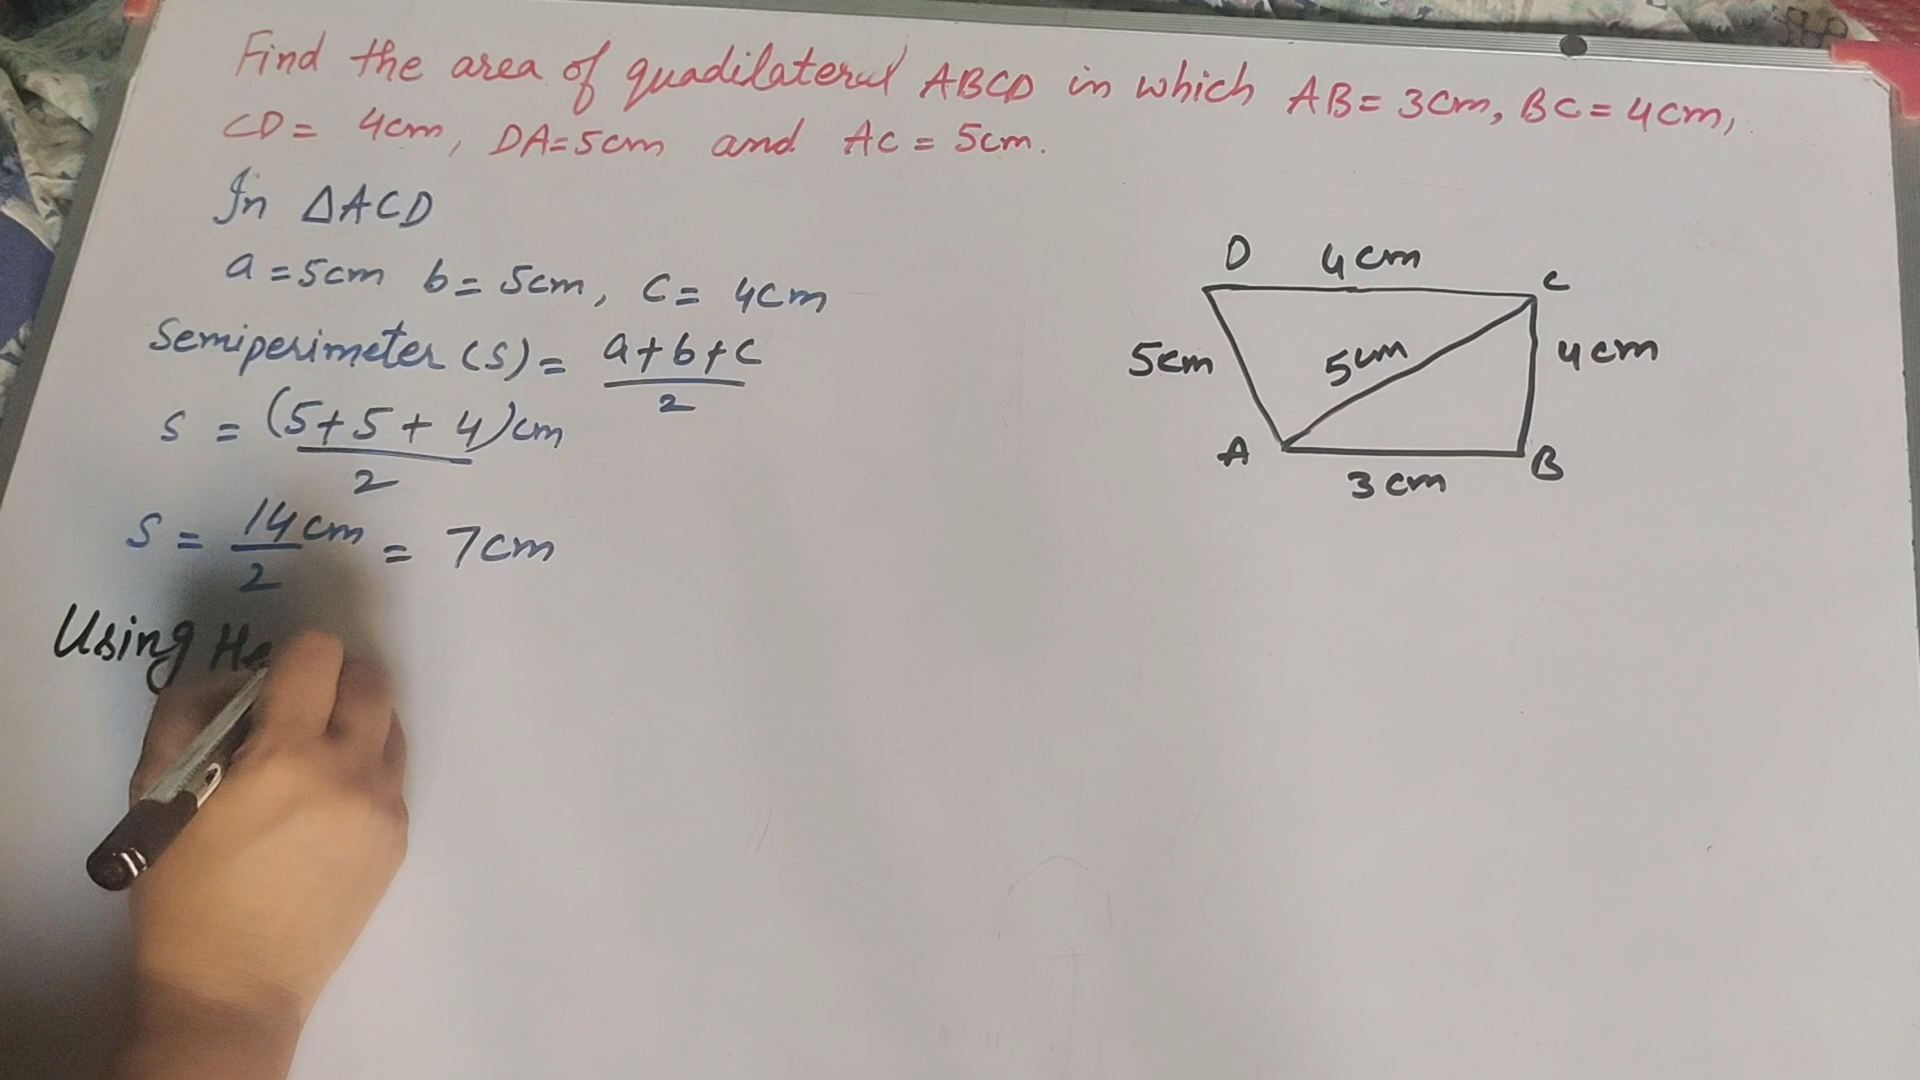 Find the area of quadilateral ABCD in which AB= 3cm, BC= 4cm,
CD= 4cm, DA=5cm and AC = 5cm.
In ΔACD
a =5cm b= 5cm, C= 4cm
Semiperimeter (S)= a+b+c
2
S = (5+5+4)cm
2
S = 14cm = 7cm
2
Using He
D 4cm C
5cm 5cm 4cm
A B
3cm